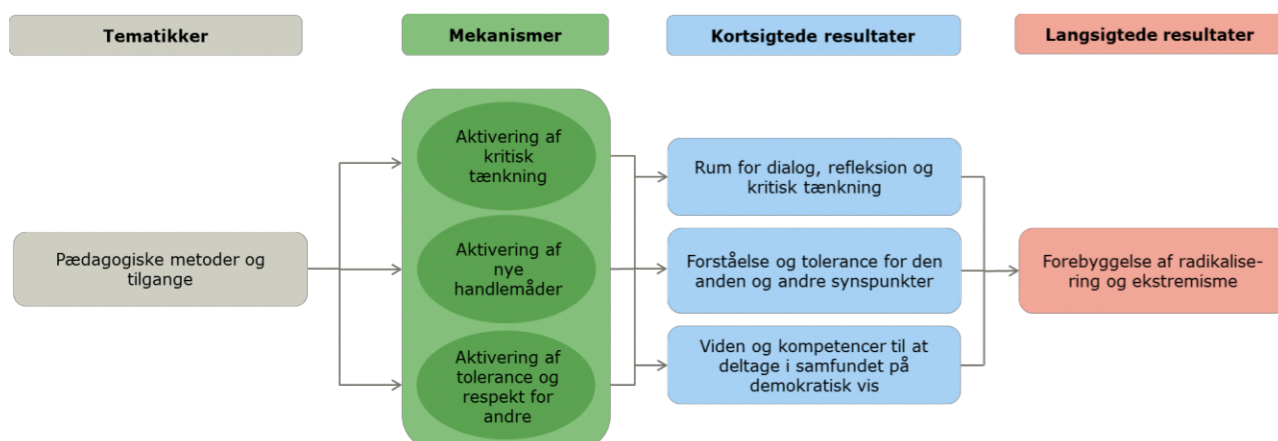 Tematikker
Mekanismer
Kortsigtede resultater
Langsigtede resultater
Pædagogiske metoder og
tilgange
Aktivering af
kritisk
tænkning
Aktivering af
nye
handlemåder
Aktivering af
tolerance og
respekt for
andre
Rum for dialog, refleksion og
kritisk tænkning
Forståelse og tolerance for den
anden og andre synspunkter
Viden og kompetencer til at
deltage i samfundet på
demokratisk vis
Forebyggelse af radikalise-
ring og ekstremisme